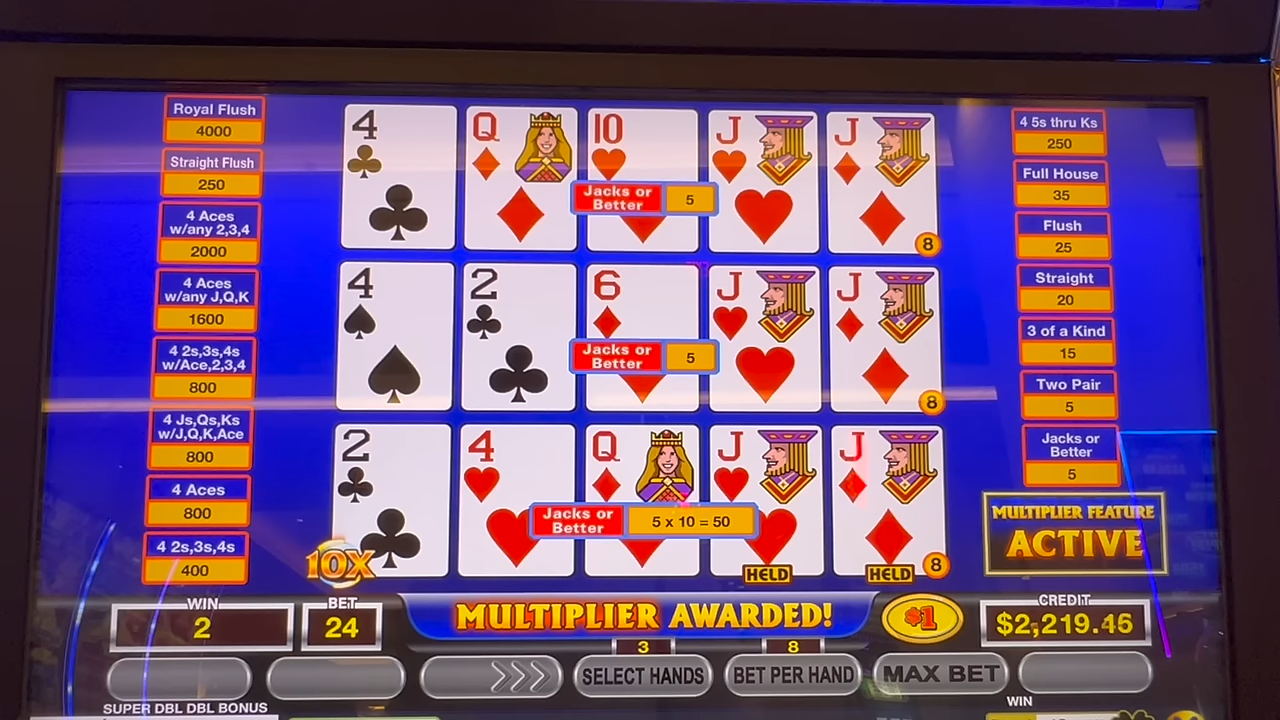 Royal Flush
4000
Straight Flush
250
4 Aces
w/any 2,3,4
2000
4 Aces
w/any J,Q,K
1600
4 2s,3s,4s
w/Ace,2,3,4
800
4 Js,Qs,Ks
w/J,Q,K,Ace
800
4 Aces
800
4 2s,3s,4s
400
4 Q 10 J J
Jacks or
Better 5
8
4 2 6 J J
Jacks or
Better 5
8
2 4 Q J J
Jacks or
Better 5 x 10 = 50
10X
HELD HELD 8
4 5s thru Ks
250
Full House
35
Flush
25
Straight
20
3 of a Kind
15
Two Pair
5
Jacks or
Better
5
MULTIPLIER FEATURE
ACTIVE
WIN
2
BET
24
MULTIPLIER AWARDED!
$1
CREDIT
$2,219.46
3 8
SELECT HANDS BET PER HAND MAX BET
SUPER DBL DBL BONUS
WIN